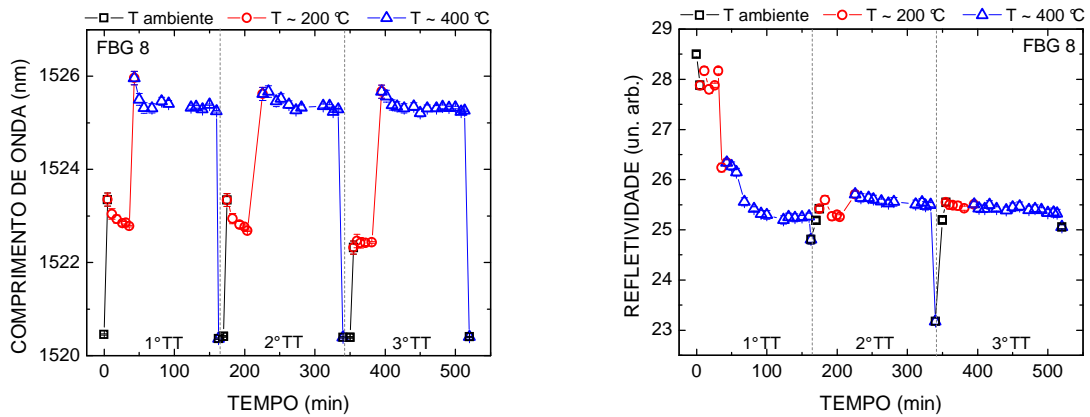 T ambiente T ~ 200 °C T ~ 400 °C
FBG 8
1526
1524
1522
1520
COMPRIMENTO DE ONDA (nm)
1°TT 2°TT 3°TT
0 100 200 300 400 500
TEMPO (min)
T ambiente T ~ 200 °C T ~ 400 °C
FBG 8
29
28
26
25
24
23
REFLETIVIDADE (un. arb.)
1°TT 2°TT 3°TT
0 100 200 300 400 500
TEMPO (min)